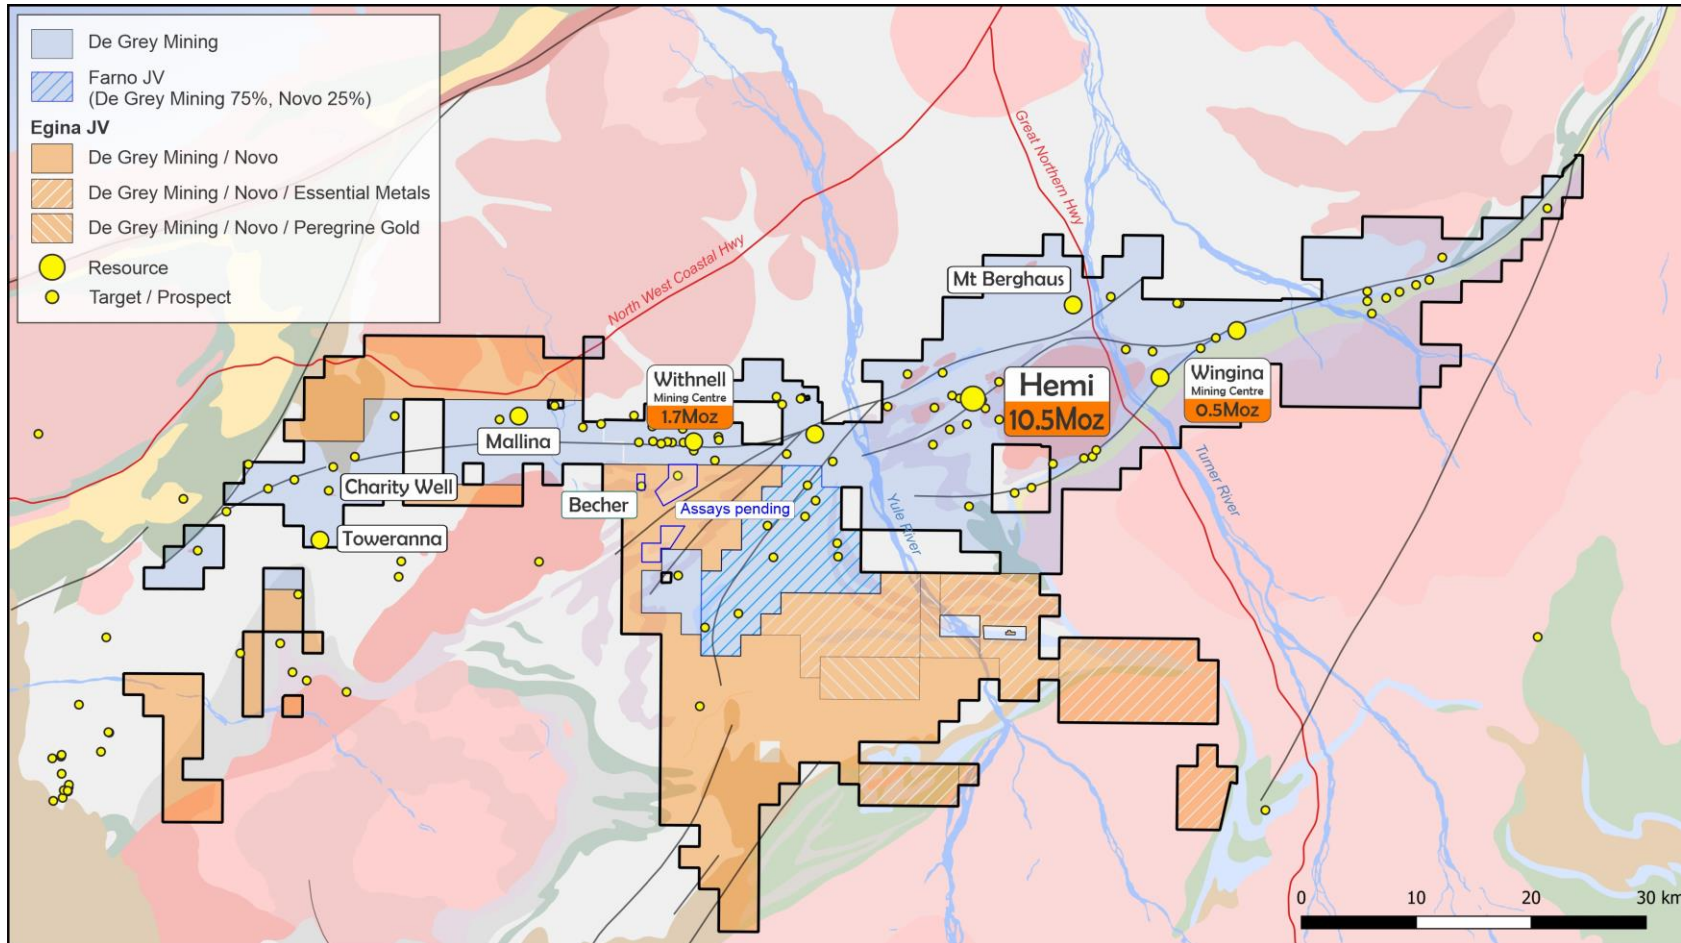 De Grey Mining
Farno JV
(De Grey Mining 75%, Novo 25%)
Egina JV
De Grey Mining / Novo
De Grey Mining / Novo / Essential Metals
De Grey Mining / Novo / Peregrine Gold
Resource
Target / Prospect
North West Coastal Hwy
Great Northern Hwy
Mt Berghaus
Withnell
Mining Centre
1.7Moz
Hemi
10.5Moz
Wingina
Mining Centre
0.5Moz
Mallina
Charity Well
Becher
Assays pending
Toweranna
Yule River
Turner River
0 10 20 30 km